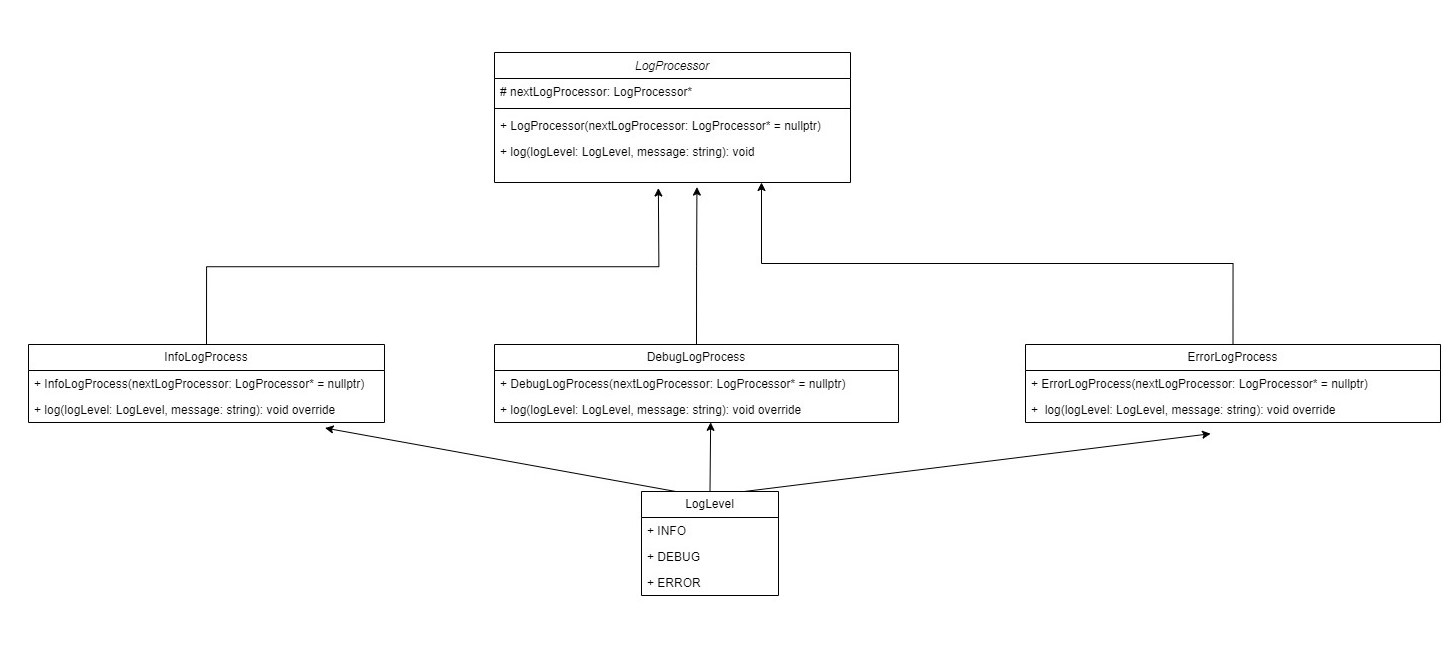 LogProcessor
# nextLogProcessor: LogProcessor*
+ LogProcessor(nextLogProcessor: LogProcessor* = nullptr)
+ log(logLevel: LogLevel, message: string): void
InfoLogProcess
+ InfoLogProcess(nextLogProcessor: LogProcessor* = nullptr)
+ log(logLevel: LogLevel, message: string): void override
DebugLogProcess
+ DebugLogProcess(nextLogProcessor: LogProcessor* = nullptr)
+ log(logLevel: LogLevel, message: string): void override
ErrorLogProcess
+ ErrorLogProcess(nextLogProcessor: LogProcessor* = nullptr)
+ log(logLevel: LogLevel, message: string): void override
LogLevel
+ INFO
+ DEBUG
+ ERROR